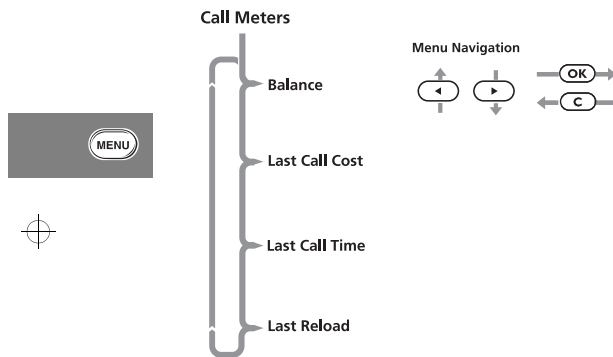 Call Meters
Menu Navigation
OK
Balance
C
MENU
Last Call Cost
Last Call Time
Last Reload